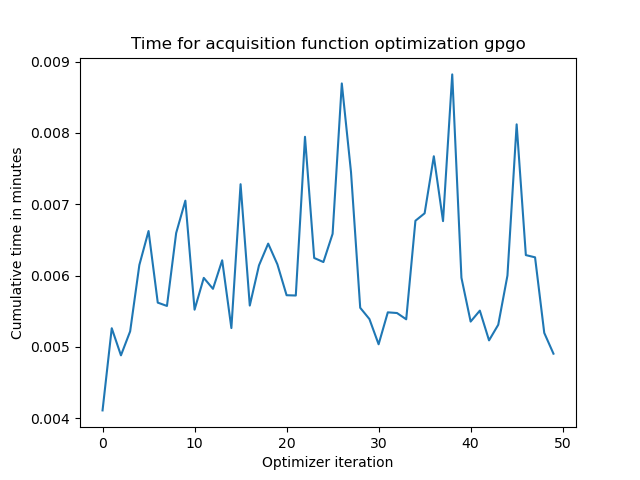 Time for acquisition function optimization gpgo
Cumulative time in minutes
0.009
0.008
0.007
0.006
0.005
0.004
0 10 20 30 40 50
Optimizer iteration